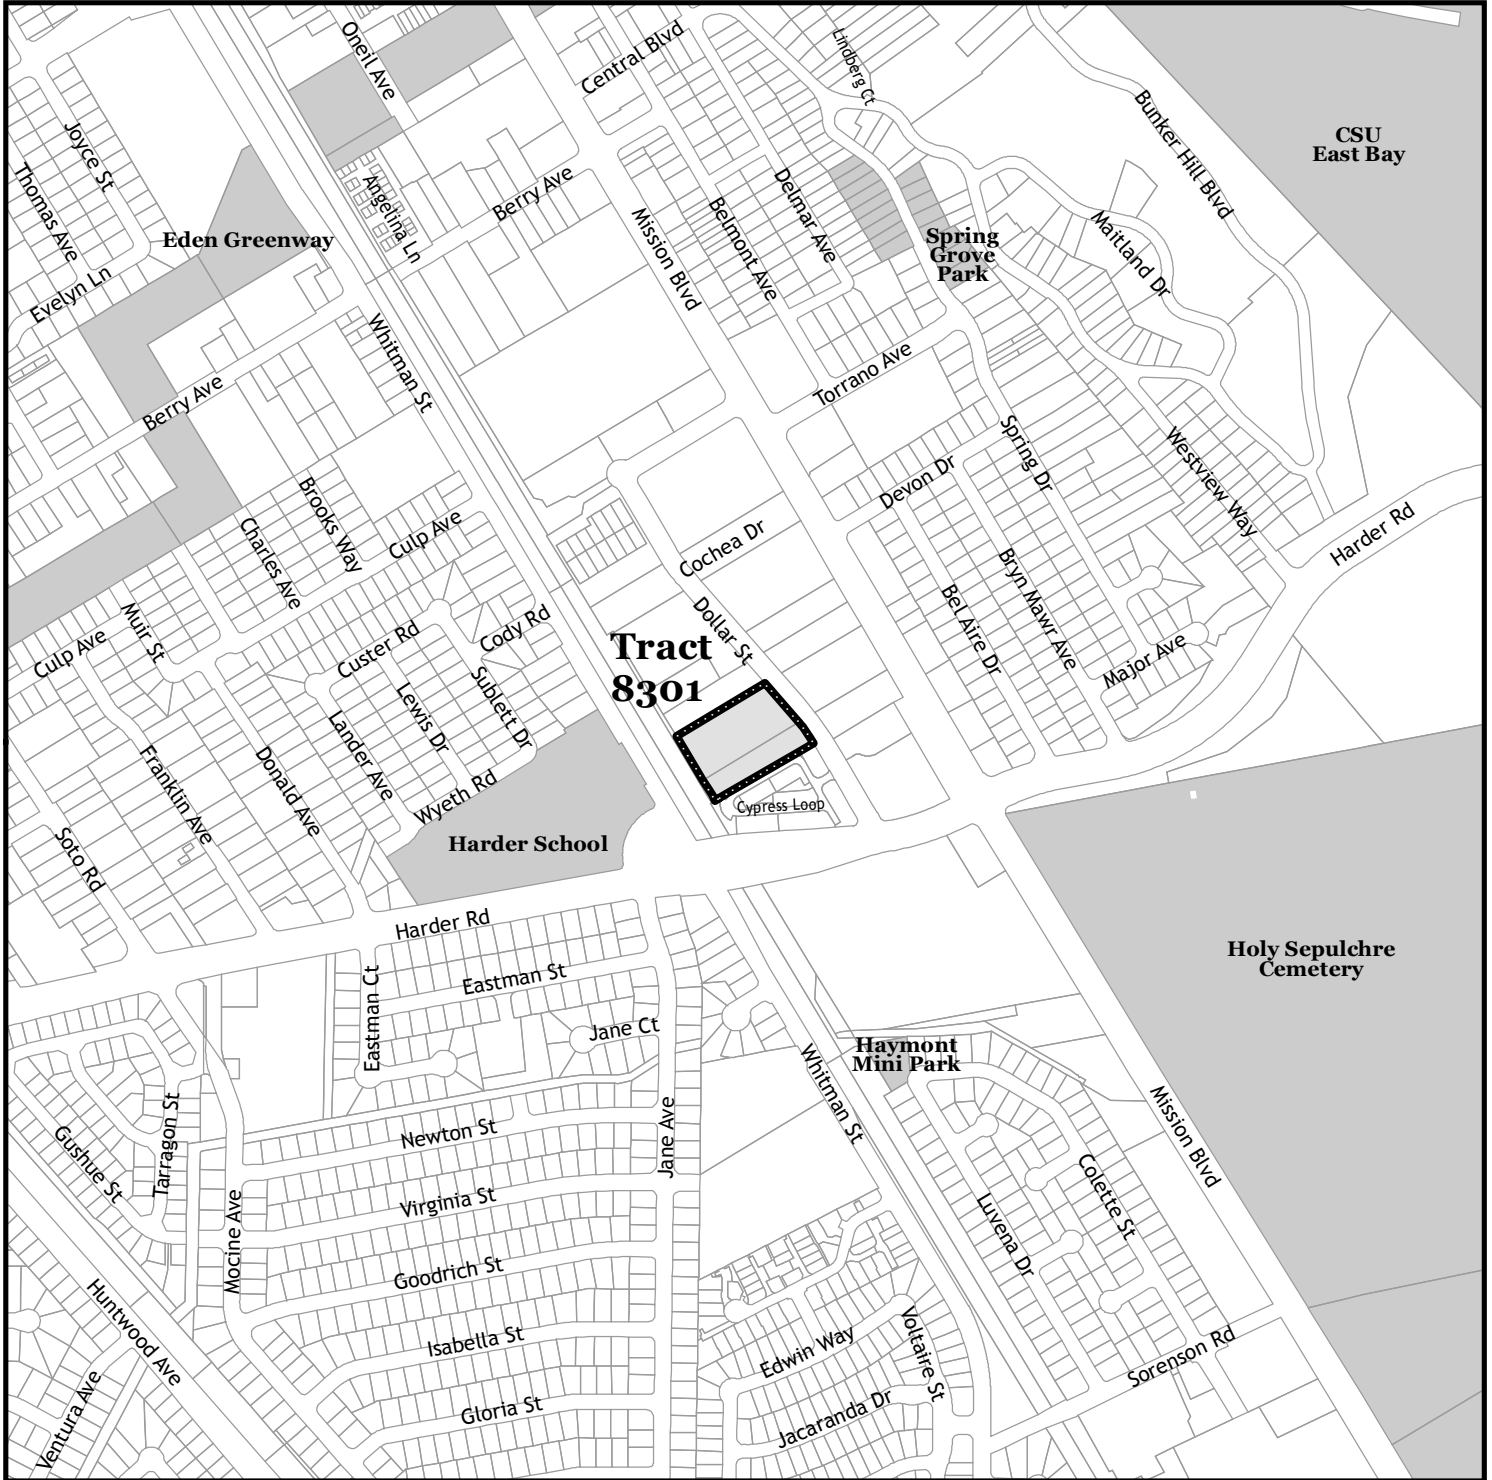 Oneil Ave
Central Blvd
Lindberg Ct
Bunker Hill Blvd
CSU
East Bay
Joyce St
Thomas Ave
Angelina Ln
Berry Ave
Delmar Ave
Belmont Ave
Mission Blvd
Maitland Dr
Eden Greenway
Spring
Grove
Park
Evelyn Ln
Whitman St
Torrano Ave
Berry Ave
Spring Dr
Westview Way
Devon Dr
Brooks Way
Charles Ave
Culp Ave
Cochea Dr
Harder Rd
Bryn Mawr Ave
Bel Aire Dr
Muir St
Culp Ave
Custer Rd
Cody Rd
Dollar St
Major Ave
Tract
8301
Sublett Dr
Lewis Dr
Lander Ave
Donald Ave
Franklin Ave
Wyeth Rd
Cypress Loop
Soto Rd
Harder School
Harder Rd
Holy Sepulchre
Cemetery
Eastman St
Eastman Ct
Jane Ct
Haymont
Mini Park
Whitman St
Mission Blvd
Tarragon St
Gushue St
Newton St
Jane Ave
Virginia St
Colette St
Luvena Dr
Mocine Ave
Goodrich St
Huntwood Ave
Isabella St
Edwin Way
Voltaire St
Sorenson Rd
Ventura Ave
Gloria St
Jacaranda Dr